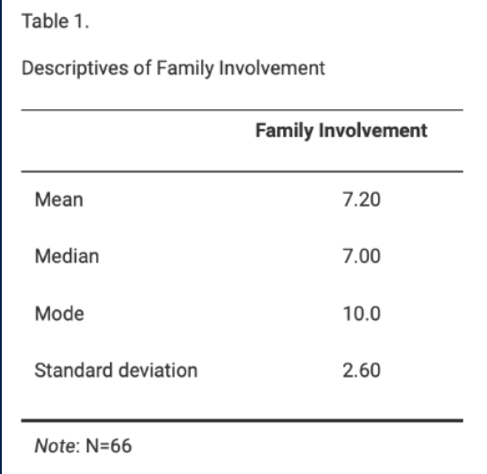 Table 1.
Descriptives of Family Involvement
Family Involvement
Mean 7.20
Median 7.00
Mode 10.0
Standard deviation 2.60
Note: N=66